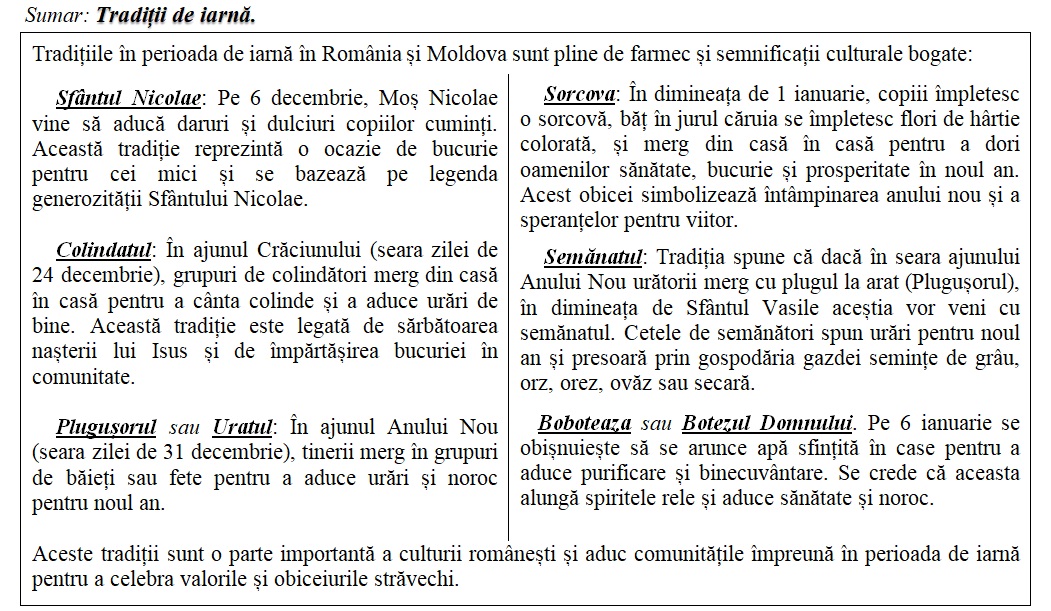 Sumar: Tradiții de iarnă.
Tradițiile în perioada de iarnă în România și Moldova sunt pline de farmec și semnificații culturale bogate:
Sfântul Nicolae: Pe 6 decembrie, Moș Nicolae
vine să aducă daruri și dulciuri copiilor cuminți.
Această tradiție reprezintă o ocazie de bucurie
pentru cei mici și se bazează pe legenda
generozității Sfântului Nicolae.
Colindatul: În ajunul Crăciunului (seara zilei de
24 decembrie), grupuri de colindători merg din casă
în casă pentru a cânta colinde și a aduce urări de
bine. Această tradiție este legată de sărbătoarea
nașterii lui Isus și de împărtășirea bucuriei în
comunitate.
Plugușorul sau Uratul: În ajunul Anului Nou
(seara zilei de 31 decembrie), tinerii merg în grupuri
de băieți sau fete pentru a aduce urări și noroc
pentru noul an.
Sorcova: În dimineața de 1 ianuarie, copiii împletesc
o sorcovă, băț în jurul căruia se împletesc flori de hârtie
colorată, și merg din casă în casă pentru a dori
oamenilor sănătate, bucurie și prosperitate în noul an.
Acest obicei simbolizează întâmpinarea anului nou și a
speranțelor pentru viitor.
Semănatul: Tradiția spune că dacă în seara ajunului
Anului Nou urătorii merg cu plugul la arat (Plugușorul),
în dimineața de Sfântul Vasile aceștia vor veni cu
semănatul. Cetele de semănători spun urări pentru noul
an și presoară prin gospodăria gazdei semințe de grâu,
orz, orez, ovăz sau secară.
Boboteaza sau Botezul Domnului. Pe 6 ianuarie se
obișnuiește să se arunce apă sfințită în case pentru a
aduce purificare și binecuvântare. Se crede că aceasta
alungă spiritele rele și aduce sănătate și noroc.
Aceste tradiții sunt o parte importantă a culturii românești și aduc comunitățile împreună în perioada de iarnă
pentru a celebra valorile și obiceiurile străvechi.